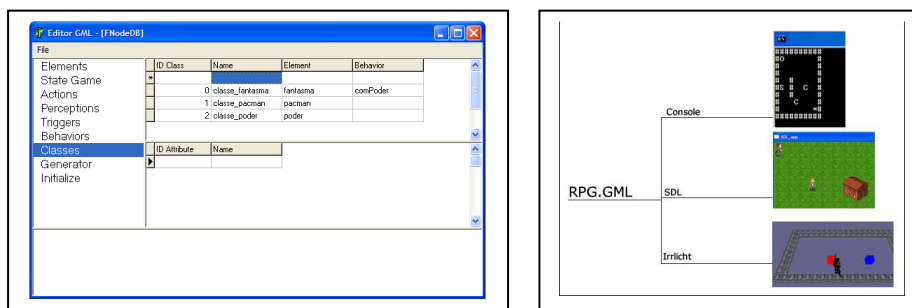 Editor GML - [FNodeDB]
File
Elements
State Game
Actions
Perceptions
Triggers
Behaviors
Classes
Generator
Initialize
ID Class Name Element Behavior
*
0 classe_fantasma fantasma comPoder
1 classe_pacman pacman
2 classe_poder poder
ID Attribute Name
RPG.GML
Console
SDL
Irrlicht